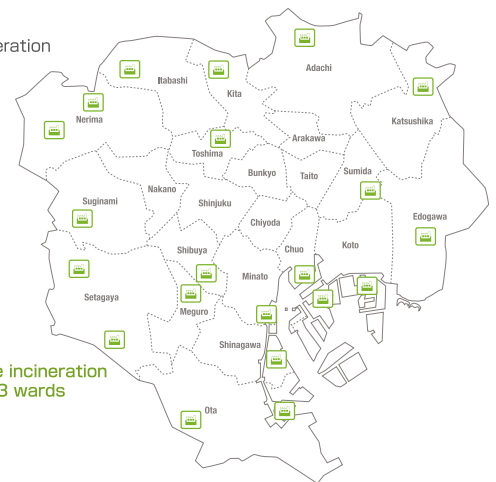 eration
Adachi
Itabashi
Kita
Nerima
Katsushika
Arakawa
Toshima
Bunkyo
Taito
Sumida
Nakano
Suginami
Shinjuku
Edogawa
Chiyoda
Koto
Shibuya
Chuo
Minato
Setagaya
Meguro
Shinagawa
e incineration
3 wards
Ota